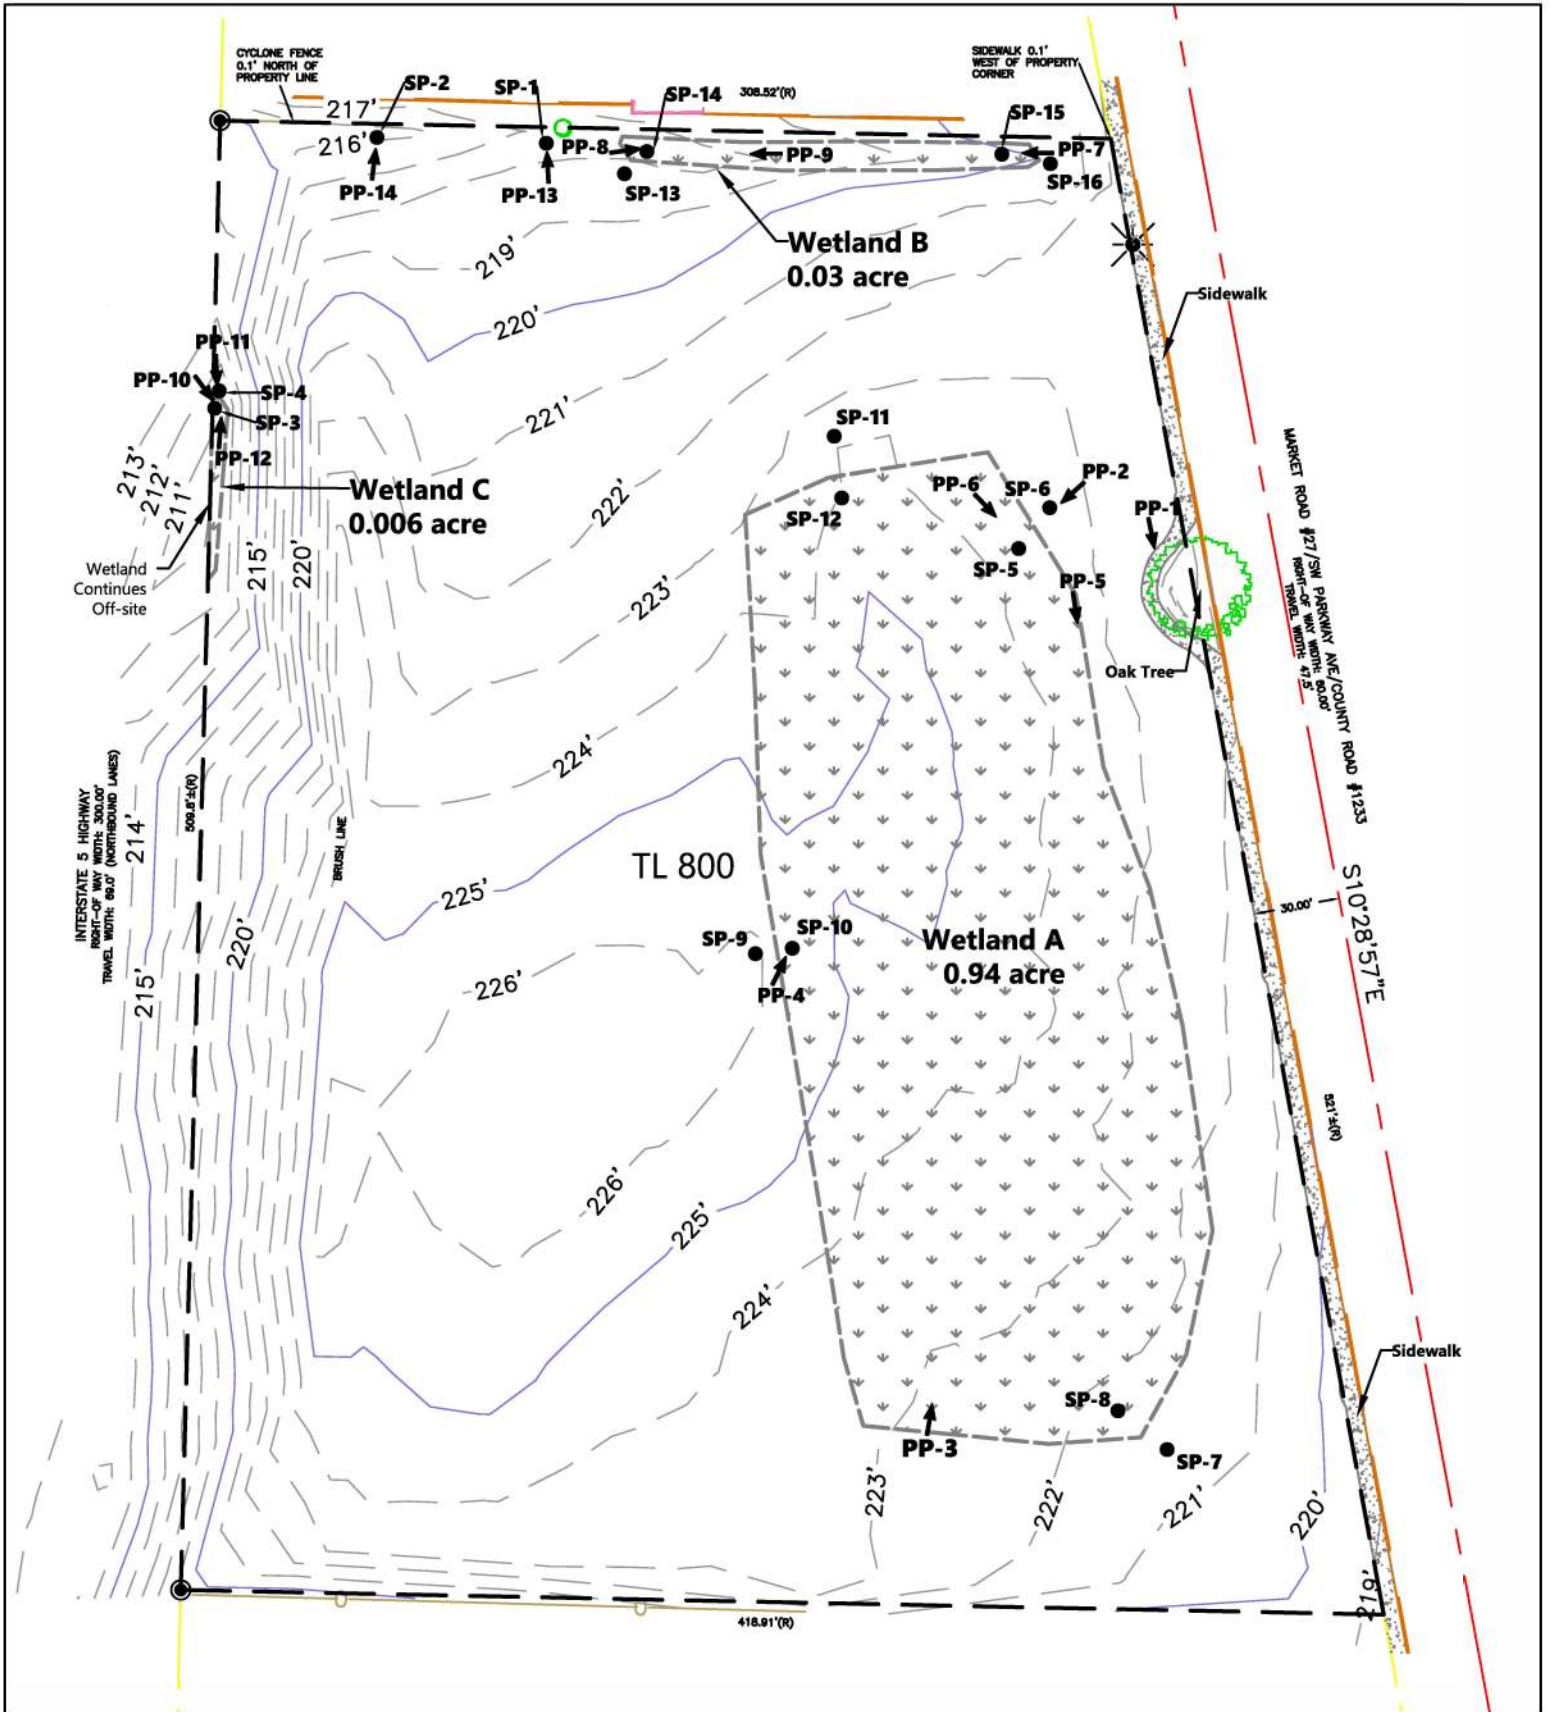 CYCLONE FENCE
0.1' NORTH OF
PROPERTY LINE
SIDEWALK 0.1'
WEST OF PROPERTY
CORNER
217'
SP-2
SP-1
SP-14
308.52'(R)
SP-15
216'
PP-8
PP-9
PP-7
PP-14
PP-13
SP-13
SP-16
219'
Wetland B
0.03 acre
220'
Sidewalk
PP-11
PP-10
SP-4
SP-3
PP-12
221'
SP-11
213'
212'
211'
Wetland C
0.006 acre
222'
SP-12
PP-6
SP-6
PP-2
PP-1
MARKET ROAD #27/SW PARKWAY AVE/COUNTY ROAD #1233
RIGHT-OF WAY WIDTH: 60.00'
TRAVEL WIDTH: 47.5'
Wetland
Continues
Off-site
215'
220'
223'
SP-5
PP-5
Oak Tree
224'
INTERSTATE 5 HIGHWAY
RIGHT-OF WAY WIDTH: 300.00'
TRAVEL WIDTH: 69.0' (NORTHBOUND LANES)
214'
509.8'±(R)
BRUSH LINE
TL 800
225'
30.00'
S10°28'57"E
220'
215'
226'
SP-9
SP-10
PP-4
Wetland A
0.94 acre
521'±(R)
226'
225'
224'
Sidewalk
SP-8
PP-3
SP-7
223'
222'
221'
220'
219'
418.91'(R)